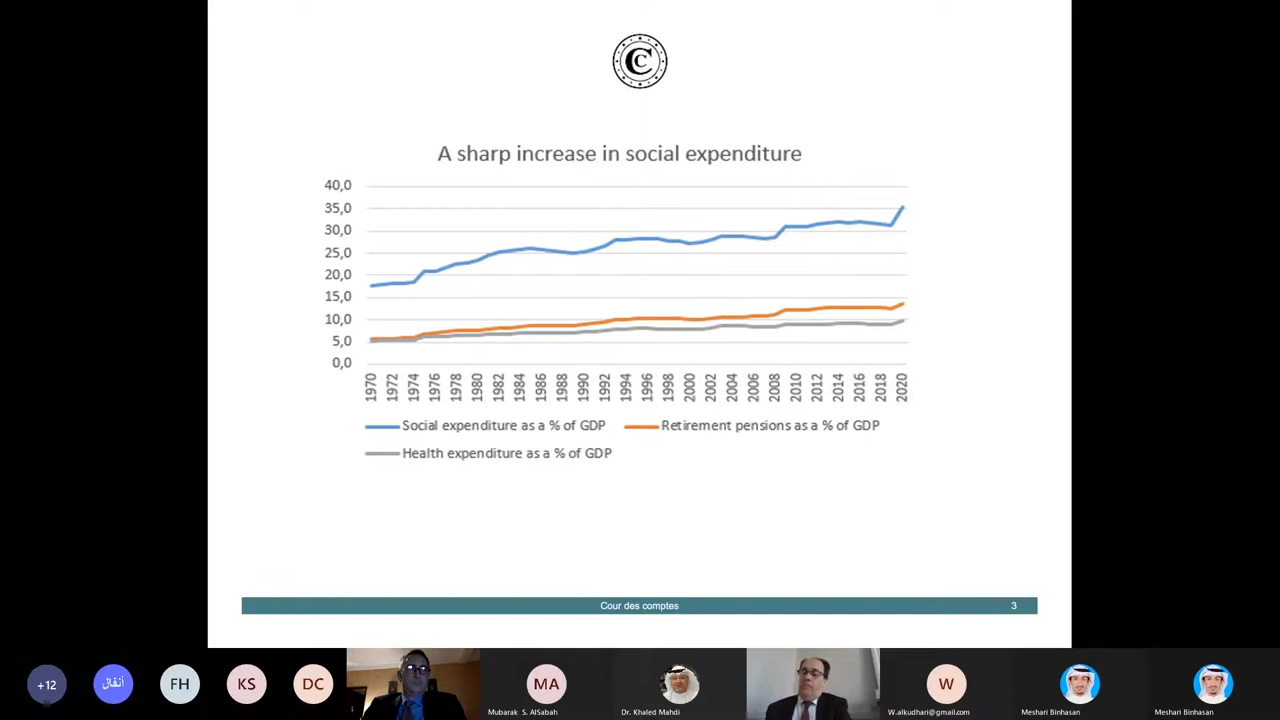 CC
A sharp increase in social expenditure
40,0
35,0
30,0
25,0
20,0
15,0
10,0
5,0
0,0
1970 1972 1974 1976 1978 1980 1982 1984 1986 1988 1990 1992 1994 1996 1998 2000 2002 2004 2006 2008 2010 2012 2014 2016 2018 2020
Social expenditure as a % of GDP Retirement pensions as a % of GDP
Health expenditure as a % of GDP
Cour des comptes 3
+12 أنفال FH KS DC MA W
Mubarak S. AlSabah Dr. Khaled Mahdi W.alkudhari@gmail.com Meshari Binhasan Meshari Binhasan